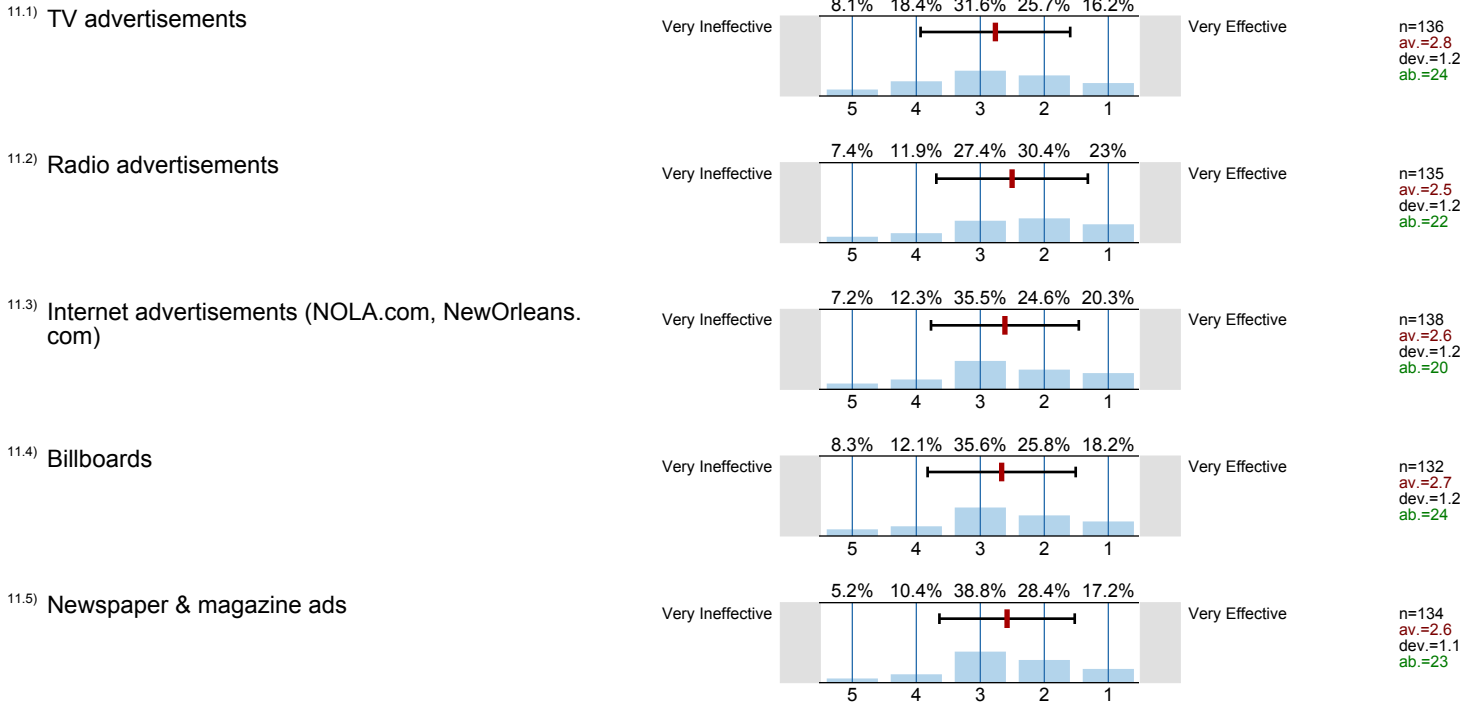 8.1% 18.4% 31.6% 25.7% 16.2%
11.1) TV advertisements
Very Ineffective
Very Effective
n=136
av.=2.8
dev.=1.2
ab.=24
5 4 3 2 1
7.4% 11.9% 27.4% 30.4% 23%
11.2) Radio advertisements
Very Ineffective
Very Effective
n=135
av.=2.5
dev.=1.2
ab.=22
5 4 3 2 1
7.2% 12.3% 35.5% 24.6% 20.3%
11.3) Internet advertisements (NOLA.com, NewOrleans.
com)
Very Ineffective
Very Effective
n=138
av.=2.6
dev.=1.2
ab.=20
5 4 3 2 1
8.3% 12.1% 35.6% 25.8% 18.2%
11.4) Billboards
Very Ineffective
Very Effective
n=132
av.=2.7
dev.=1.2
ab.=24
5 4 3 2 1
5.2% 10.4% 38.8% 28.4% 17.2%
11.5) Newspaper & magazine ads
Very Ineffective
Very Effective
n=134
av.=2.6
dev.=1.1
ab.=23
5 4 3 2 1